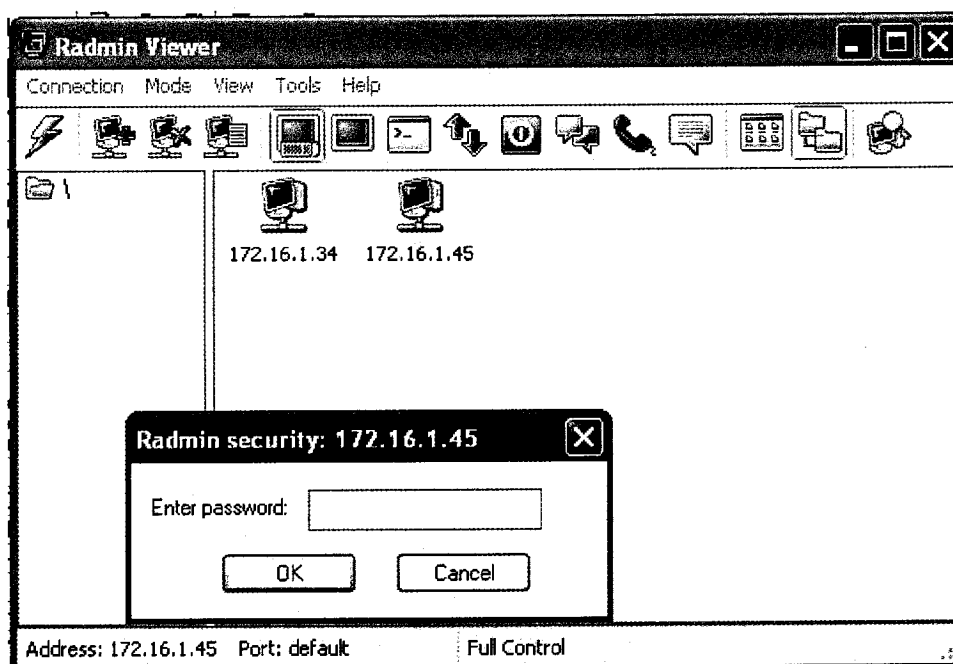 Radmin Viewer
Connection Mode View Tools Help
\
172.16.1.34 172.16.1.45
Radmin security: 172.16.1.45
Enter password:
OK Cancel
Address: 172.16.1.45 Port: default Full Control